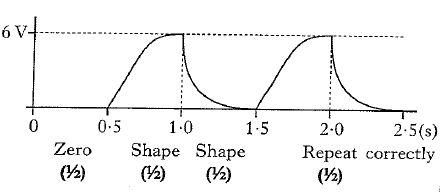 6 V
0 0·5 1·0 1·5 2·0 2·5(s)
Zero Shape Shape Repeat correctly
(½) (½) (½) (½)